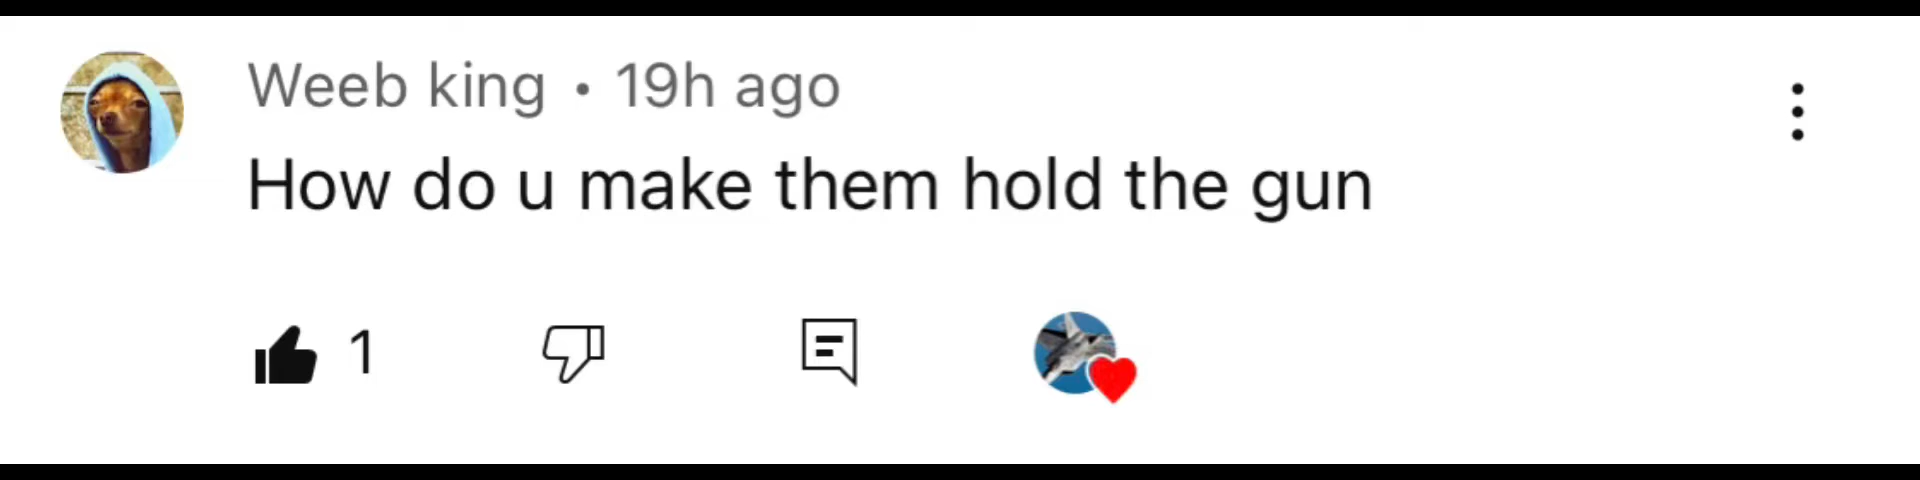 Weeb king • 19h ago
How do u make them hold the gun
1